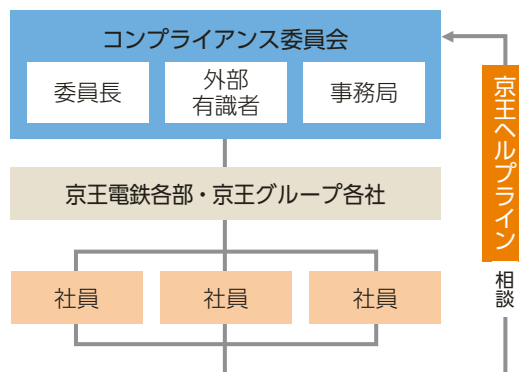 コンプライアンス委員会
委員長
外部
有識者
事務局
京王電鉄各部・京王グループ各社
社員
社員
社員
京王ヘルプライン
相談